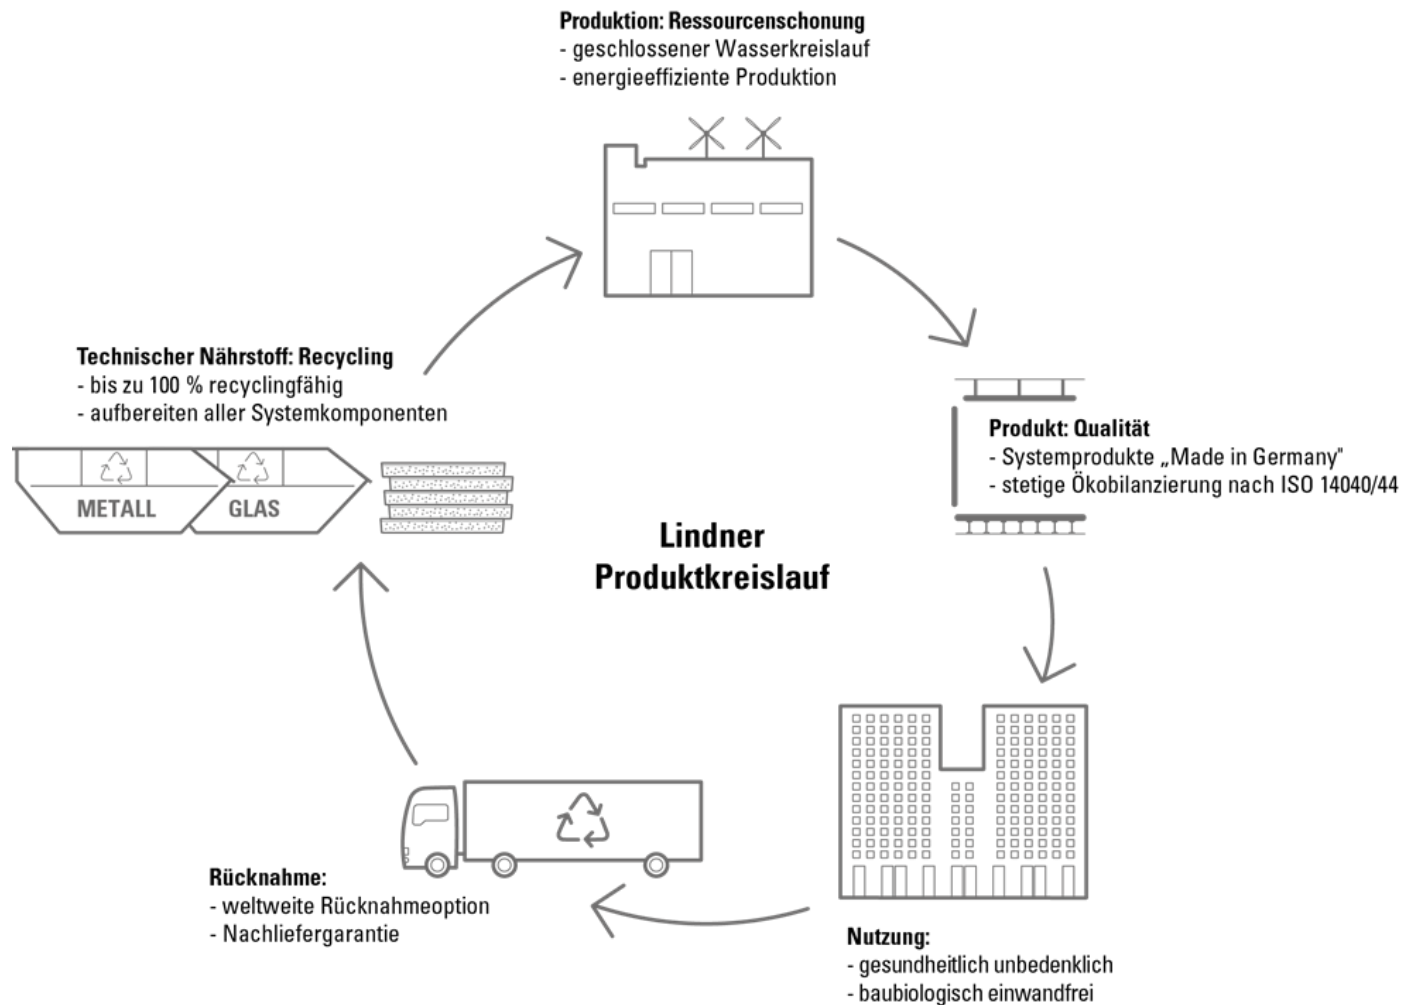 Produktion: Ressourcenschonung
- geschlossener Wasserkreislauf
- energieeffiziente Produktion
Technischer Nährstoff: Recycling
- bis zu 100 % recyclingfähig
- aufbereiten aller Systemkomponenten
METALL
GLAS
Produkt: Qualität
- Systemprodukte „Made in Germany"
- stetige Ökobilanzierung nach ISO 14040/44
Lindner
Produktkreislauf
Rücknahme:
- weltweite Rücknahmeoption
- Nachliefergarantie
Nutzung:
- gesundheitlich unbedenklich
- baubiologisch einwandfrei